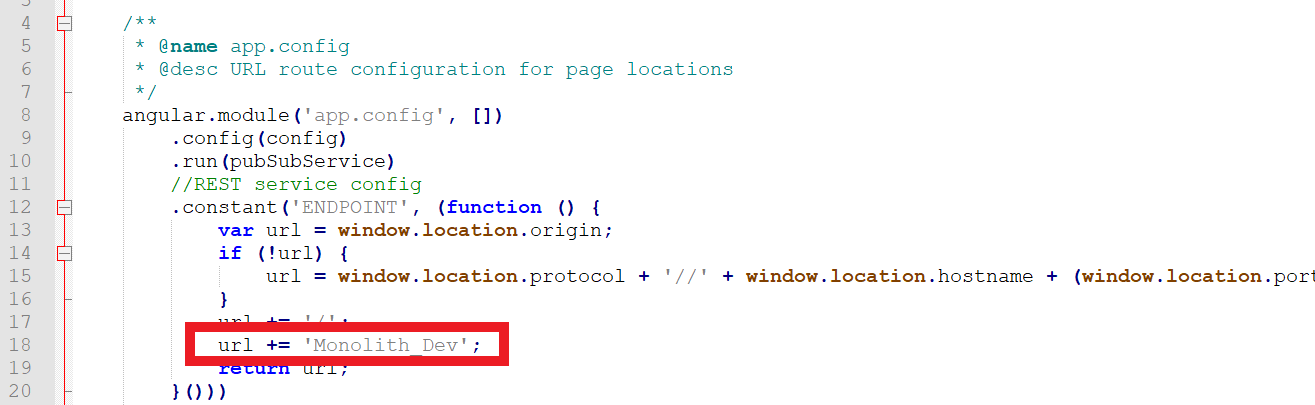 4 /**
5 * @name app.config
6 * @desc URL route configuration for page locations
7 */
8 angular.module('app.config', [])
9 .config(config)
10 .run(pubSubService)
11 //REST service config
12 .constant('ENDPOINT', (function () {
13 var url = window.location.origin;
14 if (!url) {
15 url = window.location.protocol + '//' + window.location.hostname + (window.location.port
16 }
17 url += '/';
18 url += 'Monolith_Dev';
19 return url;
20 }()))